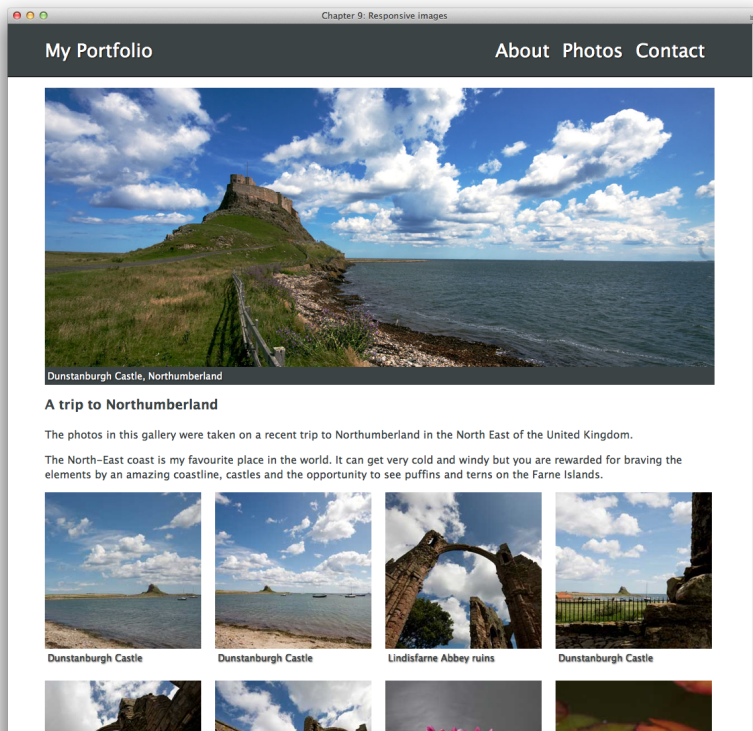 Chapter 9: Responsive images
My Portfolio
About Photos Contact
Dunstanburgh Castle, Northumberland
A trip to Northumberland
The photos in this gallery were taken on a recent trip to Northumberland in the North East of the United Kingdom.
The North-East coast is my favourite place in the world. It can get very cold and windy but you are rewarded for braving the
elements by an amazing coastline, castles and the opportunity to see puffins and terns on the Farne Islands.
Dunstanburgh Castle
Dunstanburgh Castle
Lindisfarne Abbey ruins
Dunstanburgh Castle